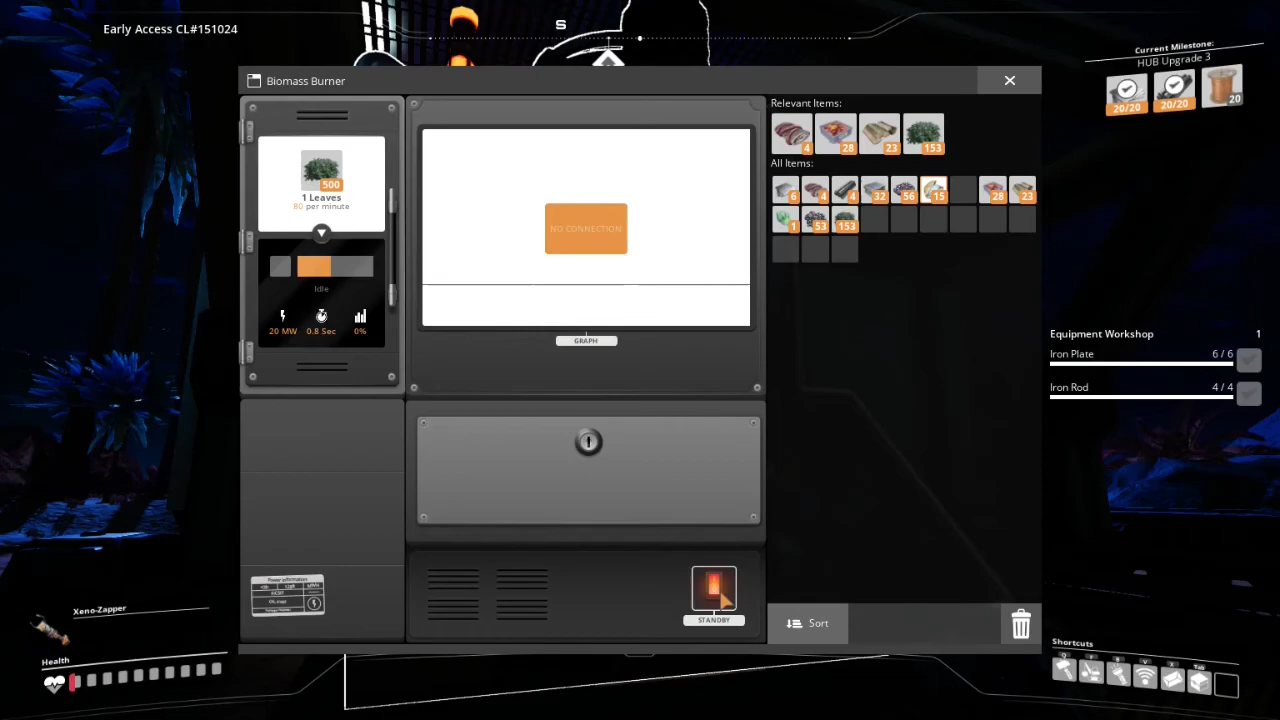 Early Access CL#151024
S
Current Milestone:
HUB Upgrade 3
20/20
20/20
20
Biomass Burner
500
1 Leaves
80 per minute
Idle
20 MW
0.8 Sec
0%
NO CONNECTION
GRAPH
STANDBY
Power Information
Relevant Items:
4
28
23
153
All Items:
6
4
4
32
56
15
28
23
1
53
153
Sort
Equipment Workshop 1
Iron Plate 6 / 6
Iron Rod 4 / 4
Xeno-Zapper
Health
Shortcuts
Tab